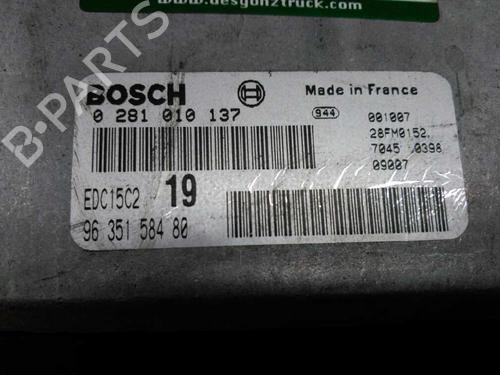 www.desgun2truck.com
BOSCH
Made in France
0 281 010 137
944
001007
28FM0152
7045 0398
09007
EDC15C2 19
96 351 584 80
B-PARTS